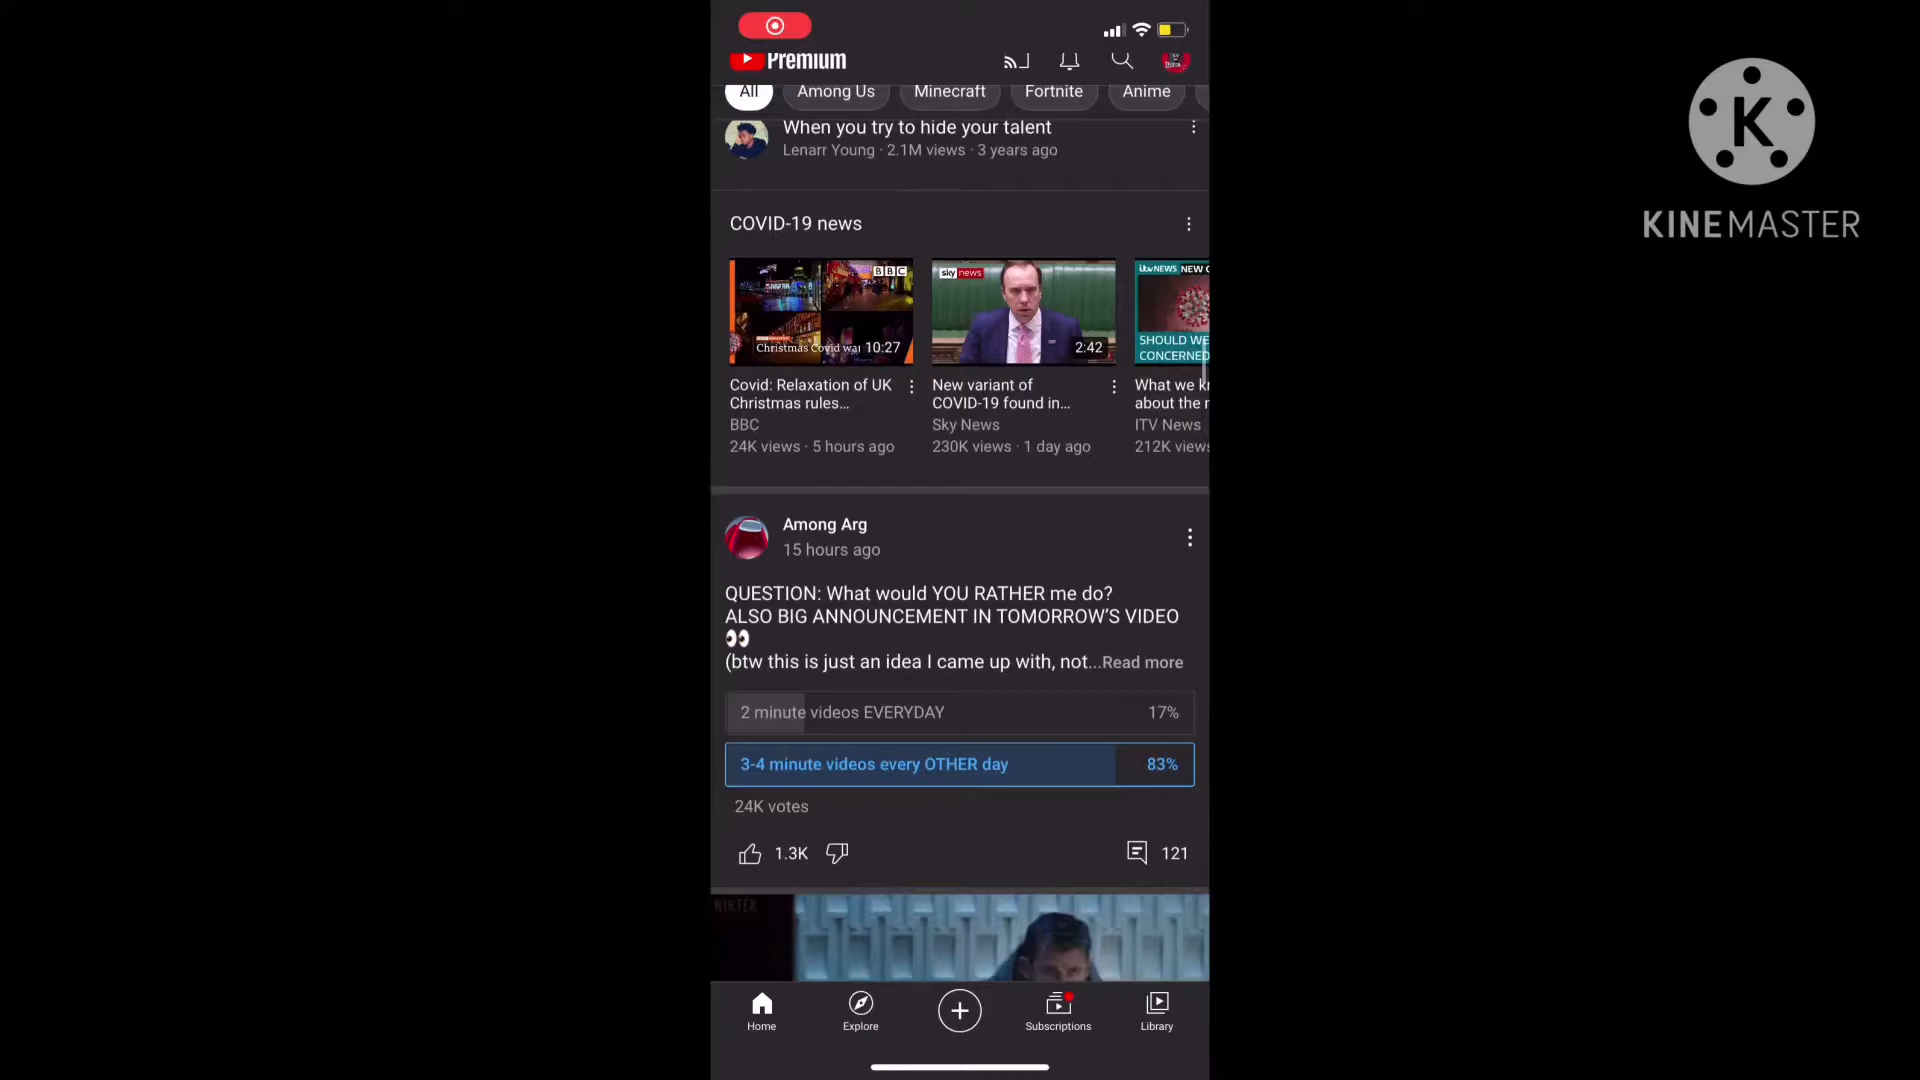 Premium
All
Among Us
Minecraft
Fortnite
Anime
K
KINEMASTER
When you try to hide your talent
Lenarr Young · 2.1M views · 3 years ago
COVID-19 news
BBC
Christmas Covid
10:27
sky news
2:42
itv NEWS NEW
SHOULD WE
CONCERNED
Covid: Relaxation of UK
Christmas rules...
BBC
24K views · 5 hours ago
New variant of
COVID-19 found in...
Sky News
230K views · 1 day ago
What we
about the
ITV News
212K views
Among Arg
15 hours ago
QUESTION: What would YOU RATHER me do?
ALSO BIG ANNOUNCEMENT IN TOMORROW'S VIDEO
👀
(btw this is just an idea I came up with, not...Read more
2 minute videos EVERYDAY 17%
3-4 minute videos every OTHER day 83%
24K votes
1.3K
121
NIKTEK
Home
Explore
Subscriptions
Library